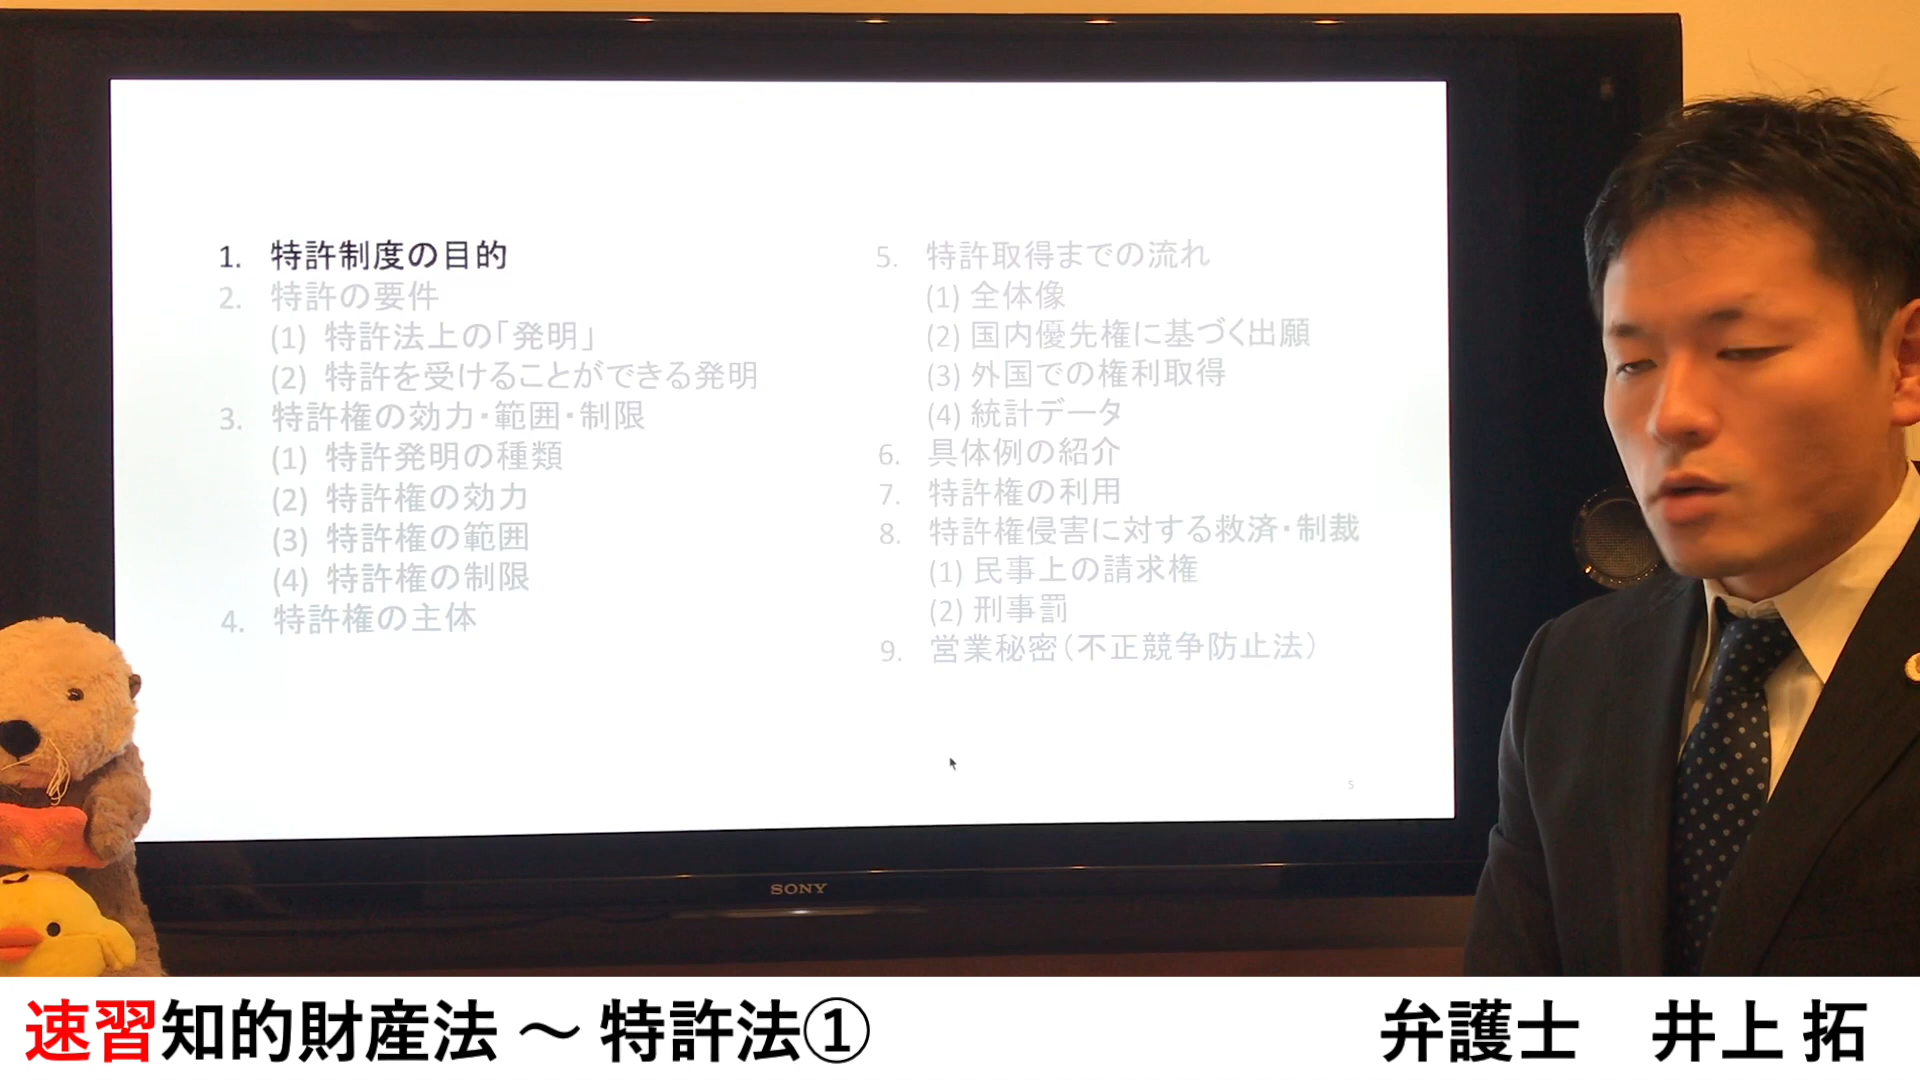 1. 特許制度の目的
2. 特許の要件
(1) 特許法上の「発明」
(2) 特許を受けることができる発明
3. 特許権の効力・範囲・制限
(1) 特許発明の種類
(2) 特許権の効力
(3) 特許権の範囲
(4) 特許権の制限
4. 特許権の主体
5. 特許取得までの流れ
(1) 全体像
(2) 国内優先権に基づく出願
(3) 外国での権利取得
(4) 統計データ
6. 具体例の紹介
7. 特許権の利用
8. 特許権侵害に対する救済・制裁
(1) 民事上の請求権
(2) 刑事罰
9. 営業秘密(不正競争防止法)
5
SONY
速習知的財産法 ～ 特許法①
弁護士 井上 拓